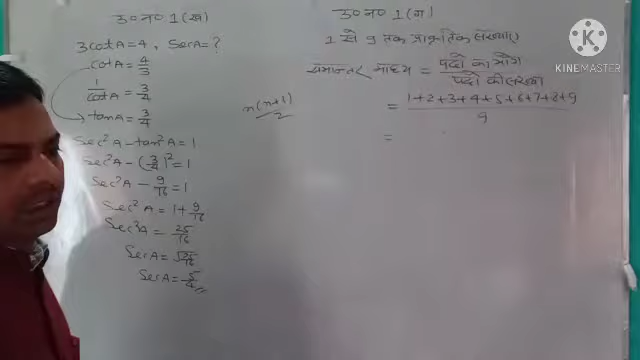 उ० न० 1 (ख)
3cotA = 4, SecA = ?
cotA = 4/3
1/cotA = 3/4
tanA = 3/4
Sec²A - tan²A = 1
Sec²A - (3/4)² = 1
Sec²A - 9/16 = 1
Sec²A = 1 + 9/16
Sec²A = 25/16
SecA = √25/16
SecA = 5/4
n(n+1)/2
उ० न० 1 (ग)
1 से 9 तक प्राकृतिक संख्याएं
समान्तर माध्य = पदों का योग / पदों की संख्या
= 1+2+3+4+5+6+7+8+9 / 9
=
KINEMASTER